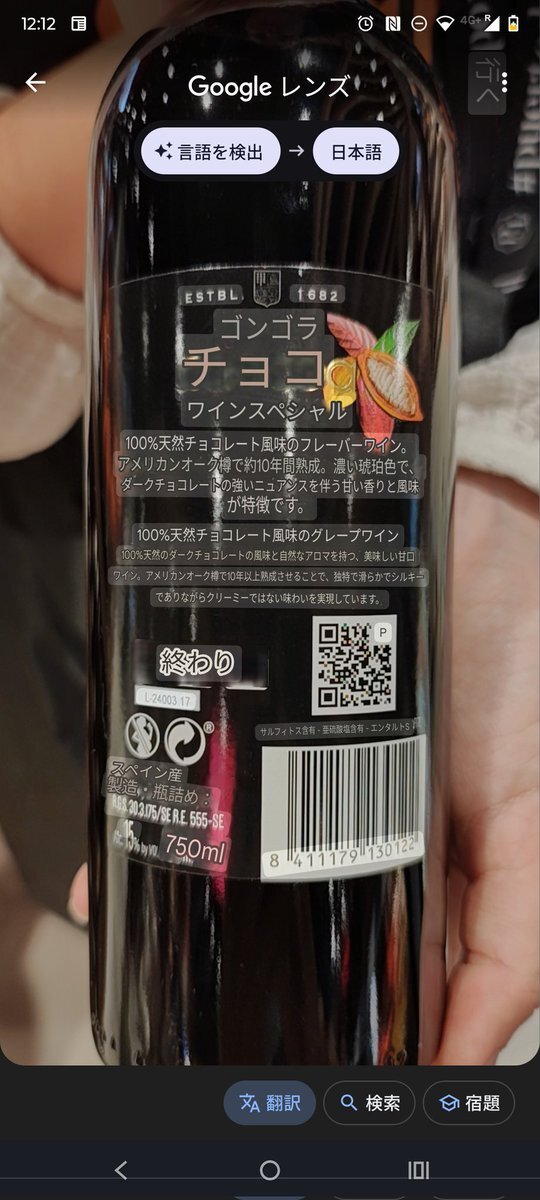 12:12
4G+ R
Google レンズ
行く
言語を検出 → 日本語
ESTBL 1682
ゴンゴラ
チョコ
ワインスペシャル
100%天然チョコレート風味のフレーバーワイン。
アメリカンオーク樽で約10年間熟成。濃い琥珀色で、
ダークチョコレートの強いニュアンスを伴う甘い香りと風味
が特徴です。
100%天然チョコレート風味のグレープワイン
100%天然のダークチョコレートの風味と自然なアロマを持つ、美味しい甘口
ワイン。アメリカンオーク樽で10年以上熟成させることで、独特で滑らかでシルキー
でありながらクリーミーではない味わいを実現しています。
終わり
P
L-24003 17
®
サルフィトス含有 - 亜硫酸塩含有 - エンタルトS
スペイン産
製造・瓶詰め：
R.G.S. 30.3.175/SE R.E. 555-SE
15% by Vol.
750ml
8 411179 130122
翻訳
検索
宿題